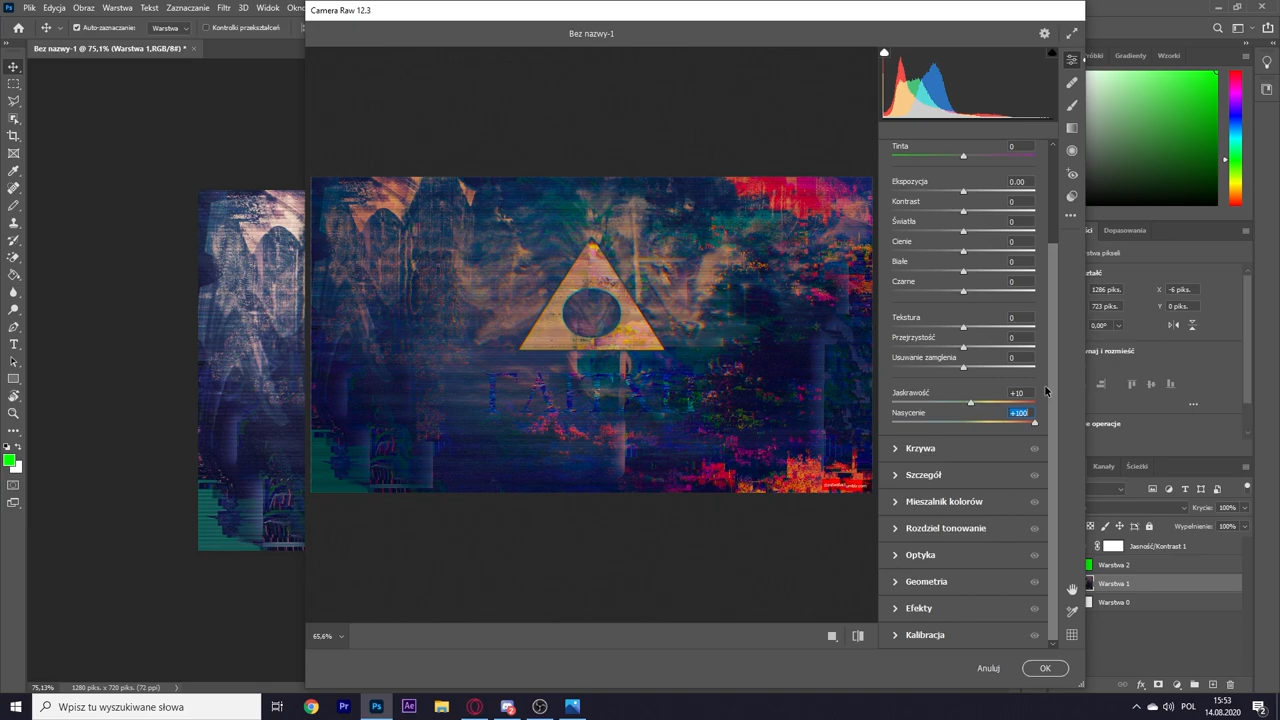 Plik Edycja Obraz Warstwa Tekst Zaznaczanie Filtr 3D Widok Okno
Camera Raw 12.3
Auto-zaznaczanie: Warstwa Kontrolki przekształceń
Bez nazwy-1
Bez nazwy-1 @ 75,1% (Warstwa 1,RGB/8#) * ×
Gradienty Wzorki
Tinta 0
Ekspozycja 0.00
Kontrast 0
Światła 0
Cienie 0
Białe 0
Czarne 0
Tekstura 0
Przejrzystość 0
Usuwanie zamglenia 0
Jaskrawość +10
Nasycenie +100
Krzywa
Szczegół
Mieszalnik kolorów
Rozdziel tonowanie
Optyka
Geometria
Efekty
Kalibracja
Dopasowania
1286 piks. X -6 piks.
723 piks. Y 0 piks.
0,00°
Kanały Ścieżki
Krycie: 100%
Wypełnienie: 100%
Jasność/Kontrast 1
Warstwa 2
Warstwa 1
Warstwa 0
65,6%
Anuluj OK
75,13% 1280 piks. x 720 piks. (72 ppi)
Wpisz tu wyszukiwane słowa
Pr Ps Ae
POL
15:53
14.08.2020